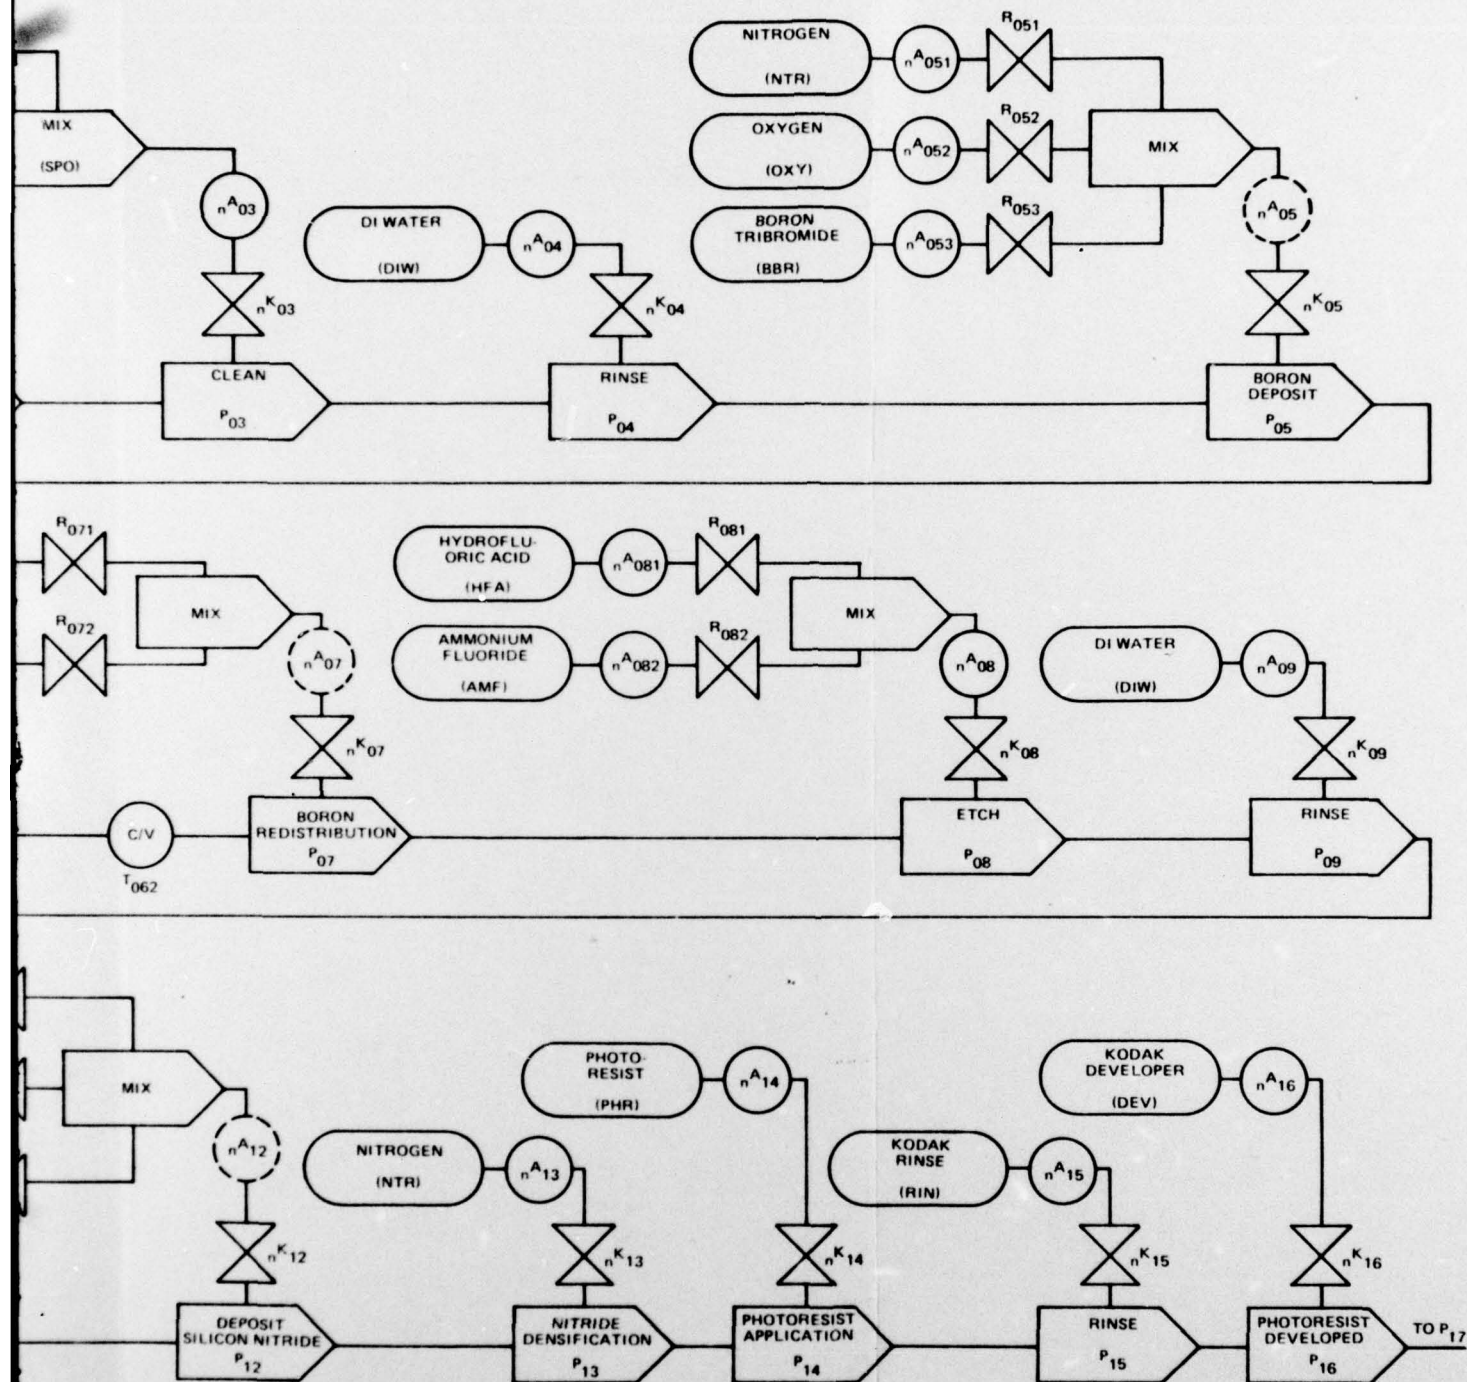 NITROGEN
(NTR)
nA051
R051
MIX
(SPO)
OXYGEN
(OXY)
nA052
R052
MIX
nA03
DI WATER
(DIW)
nA04
BORON
TRIBROMIDE
(BBR)
nA053
R053
nA05
nK03
nK04
nK05
CLEAN
P03
RINSE
P04
BORON
DEPOSIT
P05
R071
HYDROFLU-
ORIC ACID
(HFA)
nA081
R081
MIX
MIX
R072
nA07
AMMONIUM
FLUORIDE
(AMF)
nA082
R082
nA08
DI WATER
(DIW)
nA09
nK07
nK08
nK09
C/V
T062
BORON
REDISTRIBUTION
P07
ETCH
P08
RINSE
P09
MIX
PHOTO-
RESIST
(PHR)
nA14
KODAK
DEVELOPER
(DEV)
nA16
nA12
NITROGEN
(NTR)
nA13
KODAK
RINSE
(RIN)
nA15
nK12
nK13
nK14
nK15
nK16
DEPOSIT
SILICON NITRIDE
P12
NITRIDE
DENSIFICATION
P13
PHOTORESIST
APPLICATION
P14
RINSE
P15
PHOTORESIST
DEVELOPED
P16
TO P17